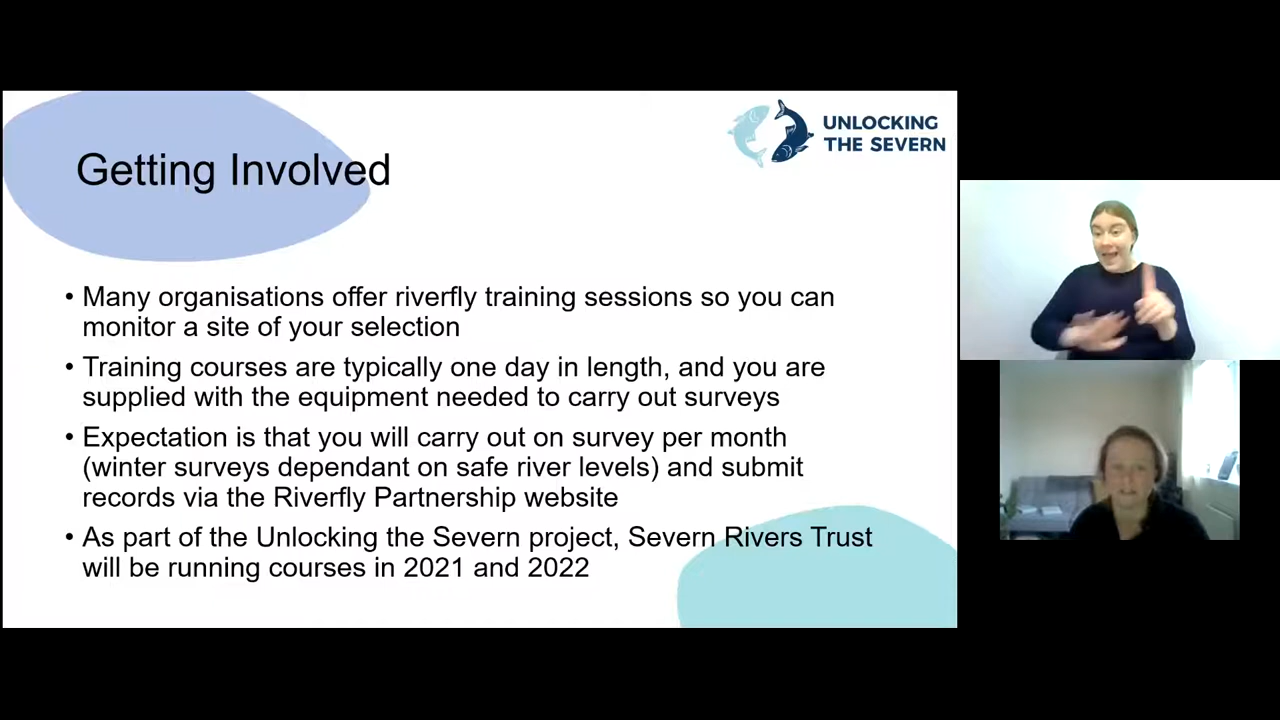 UNLOCKING
THE SEVERN
Getting Involved
• Many organisations offer riverfly training sessions so you can
monitor a site of your selection
• Training courses are typically one day in length, and you are
supplied with the equipment needed to carry out surveys
• Expectation is that you will carry out on survey per month
(winter surveys dependant on safe river levels) and submit
records via the Riverfly Partnership website
• As part of the Unlocking the Severn project, Severn Rivers Trust
will be running courses in 2021 and 2022